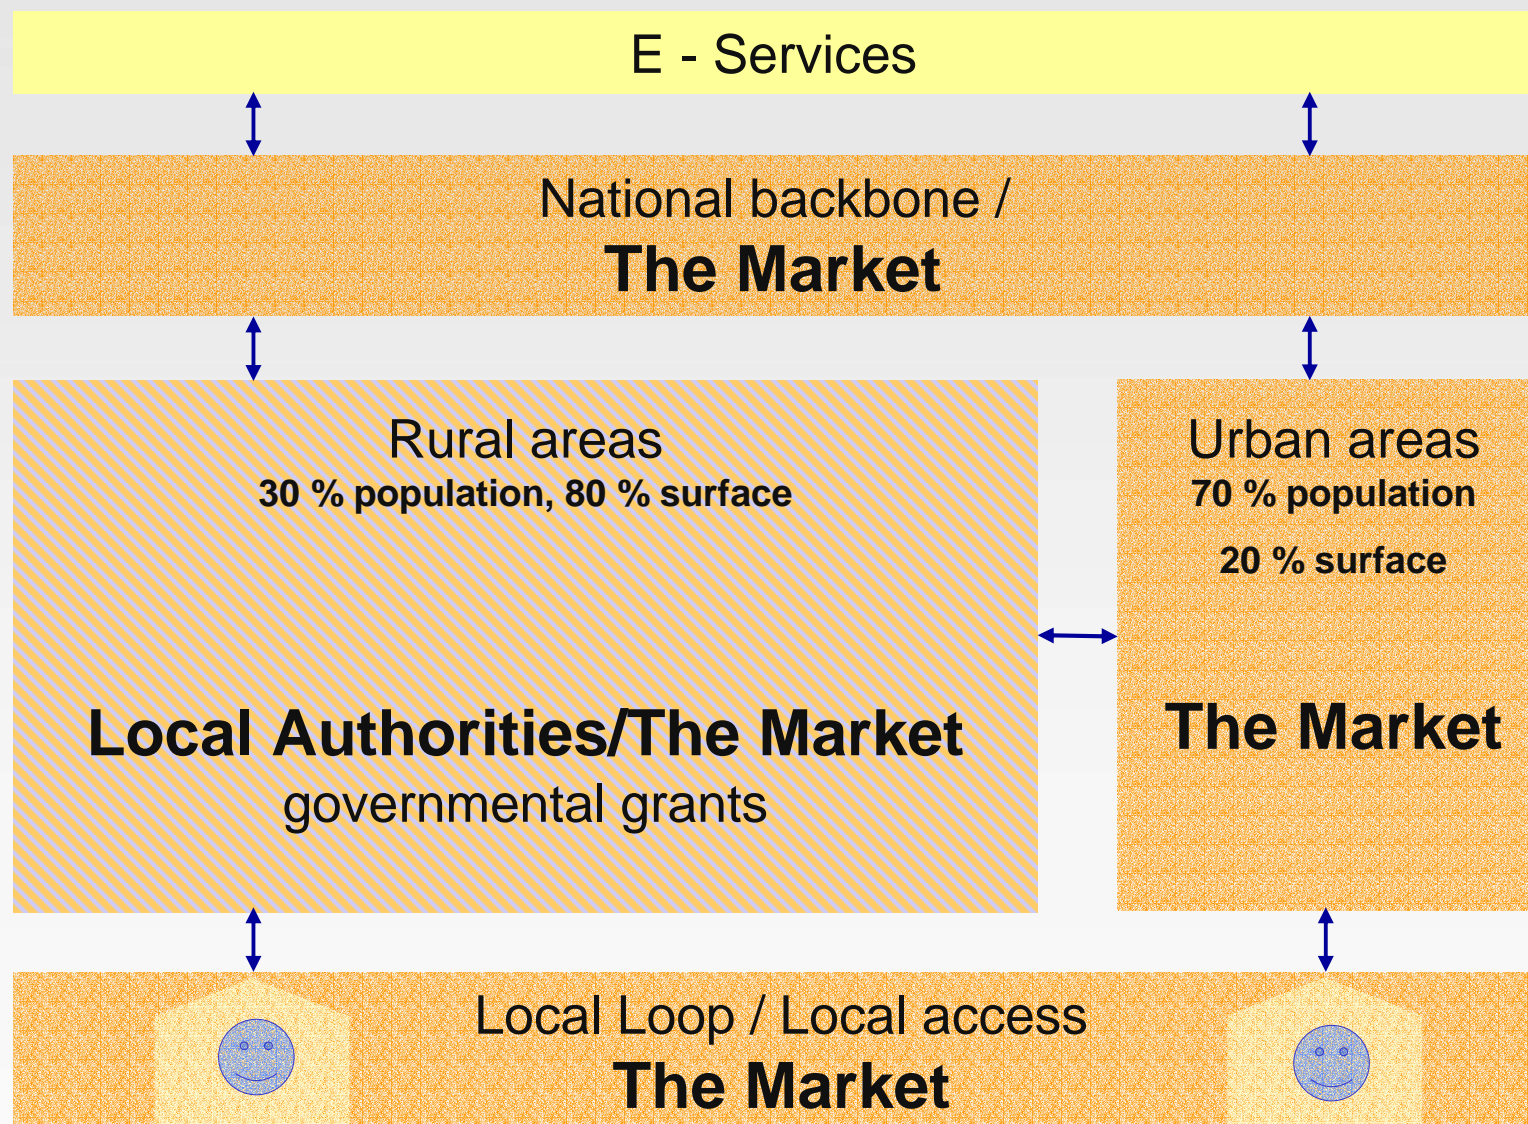 E - Services
National backbone /
The Market
Rural areas
30 % population, 80 % surface
Local Authorities/The Market
governmental grants
Urban areas
70 % population
20 % surface
The Market
Local Loop / Local access
The Market